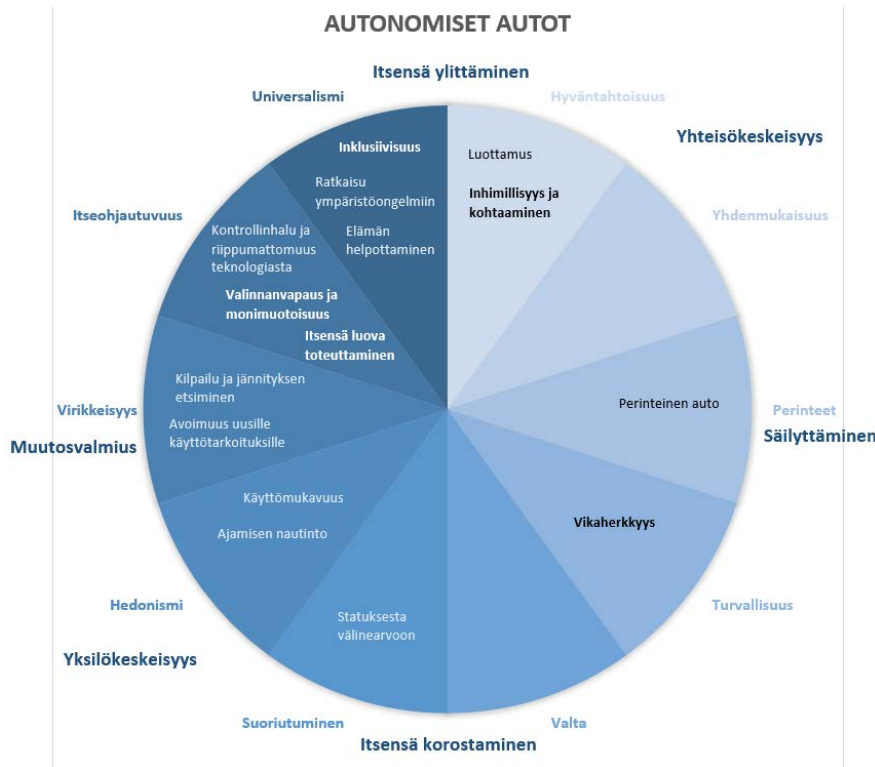 AUTONOMISET AUTOT
Itsensä ylittäminen
Universalismi
Hyväntahtoisuus
Yhteisökeskeisyys
Inklusiivisuus
Luottamus
Ratkaisu
ympäristöongelmiin
Inhimillisyys ja
kohtaaminen
Itseohjautuvuus
Yhdenmukaisuus
Elämän
helpottaminen
Kontrollinhalu ja
riippumattomuus
teknologiasta
Valinnanvapaus ja
monimuotoisuus
Itsensä luova
toteuttaminen
Kilpailu ja jännityksen
etsiminen
Virikkeisyys
Perinteinen auto
Perinteet
Avoimuus uusille
käyttötarkoituksille
Muutosvalmius
Säilyttäminen
Käyttömukavuus
Ajamisen nautinto
Vikaherkkyys
Hedonismi
Turvallisuus
Statuksesta
välinearvoon
Yksilökeskeisyys
Suoriutuminen
Valta
Itsensä korostaminen